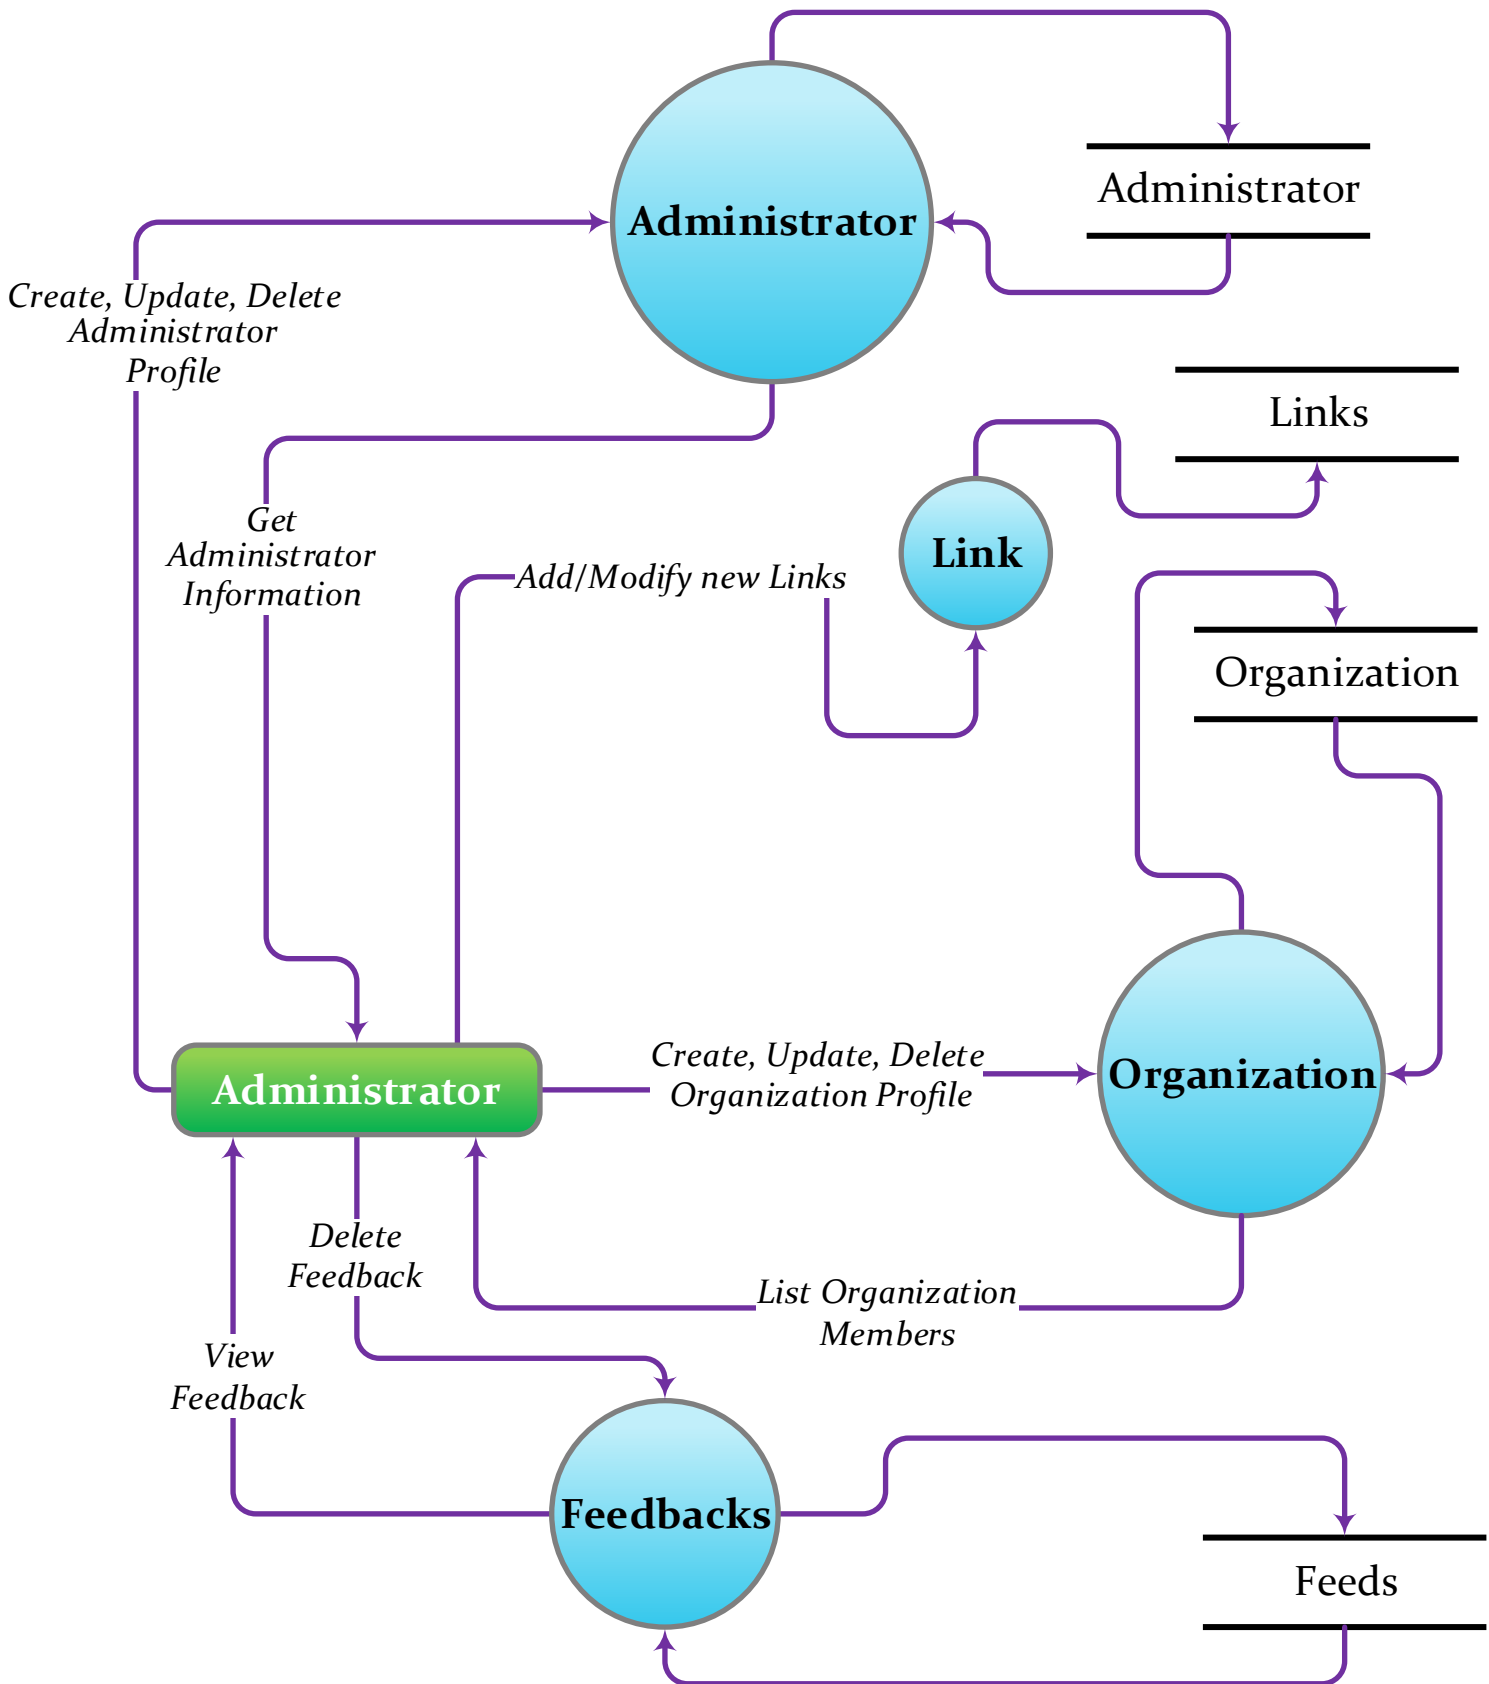 Administrator
Administrator
Create, Update, Delete
Administrator
Profile
Links
Get
Administrator
Information
Link
Add/Modify new Links
Organization
Create, Update, Delete
Organization Profile
Organization
Administrator
Delete
Feedback
List Organization
Members
View
Feedback
Feedbacks
Feeds